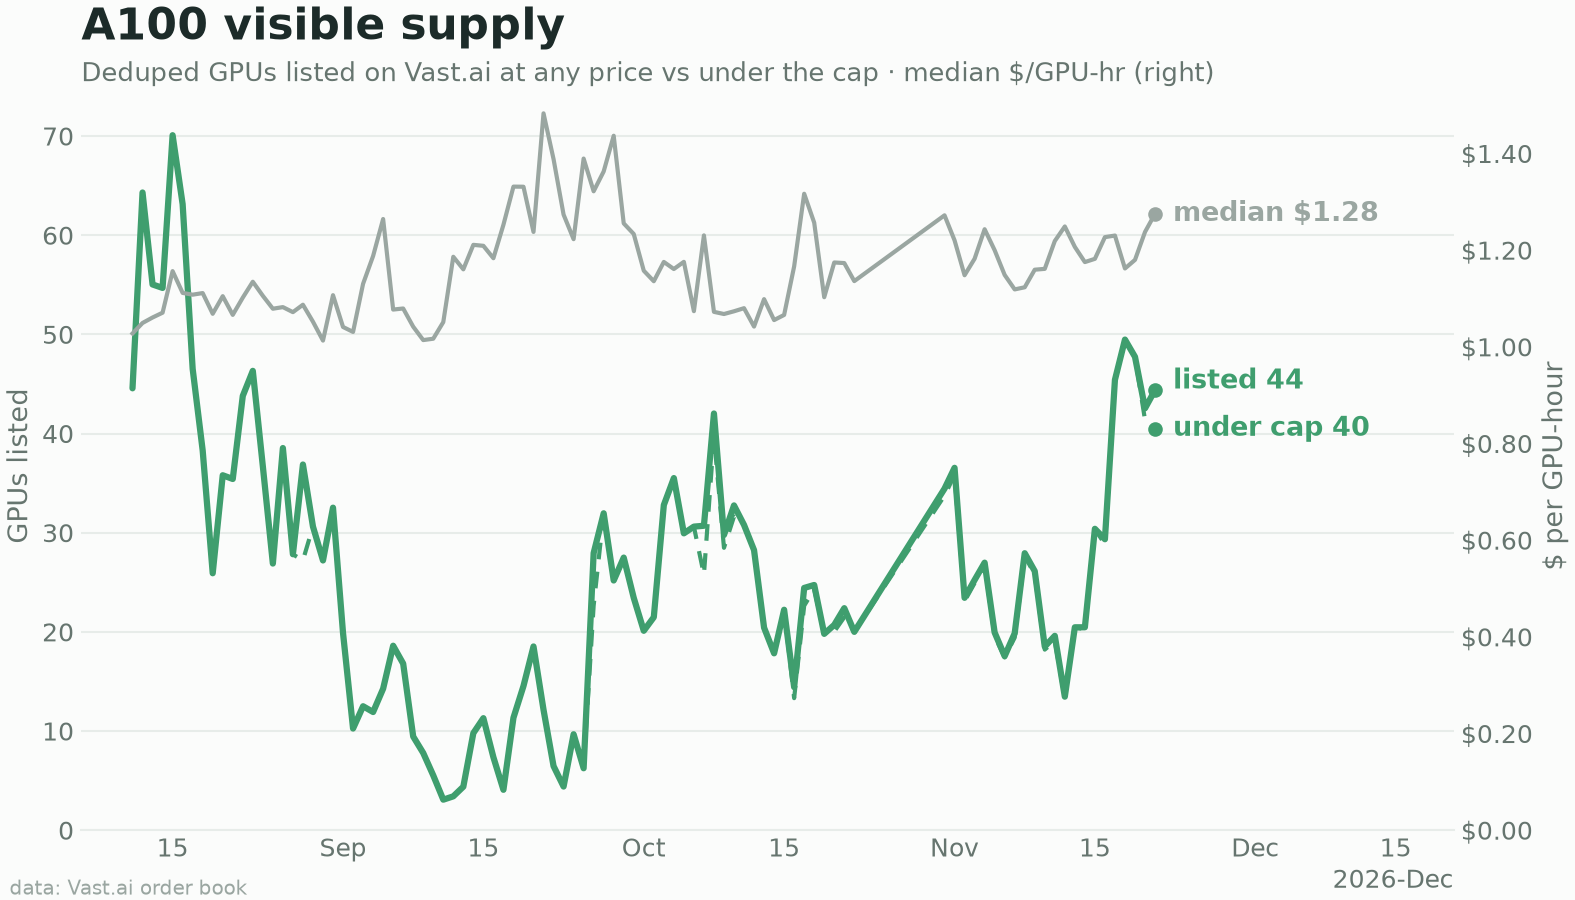 A100 visible supply
Deduped GPUs listed on Vast.ai at any price vs under the cap · median $/GPU-hr (right)
GPUs listed
70
60
50
40
30
20
10
0
$1.40
$1.20
$1.00
$0.80
$0.60
$0.40
$0.20
$0.00
$ per GPU-hour
median $1.28
listed 44
under cap 40
15 Sep 15 Oct 15 Nov 15 Dec 15
2026-Dec
data: Vast.ai order book